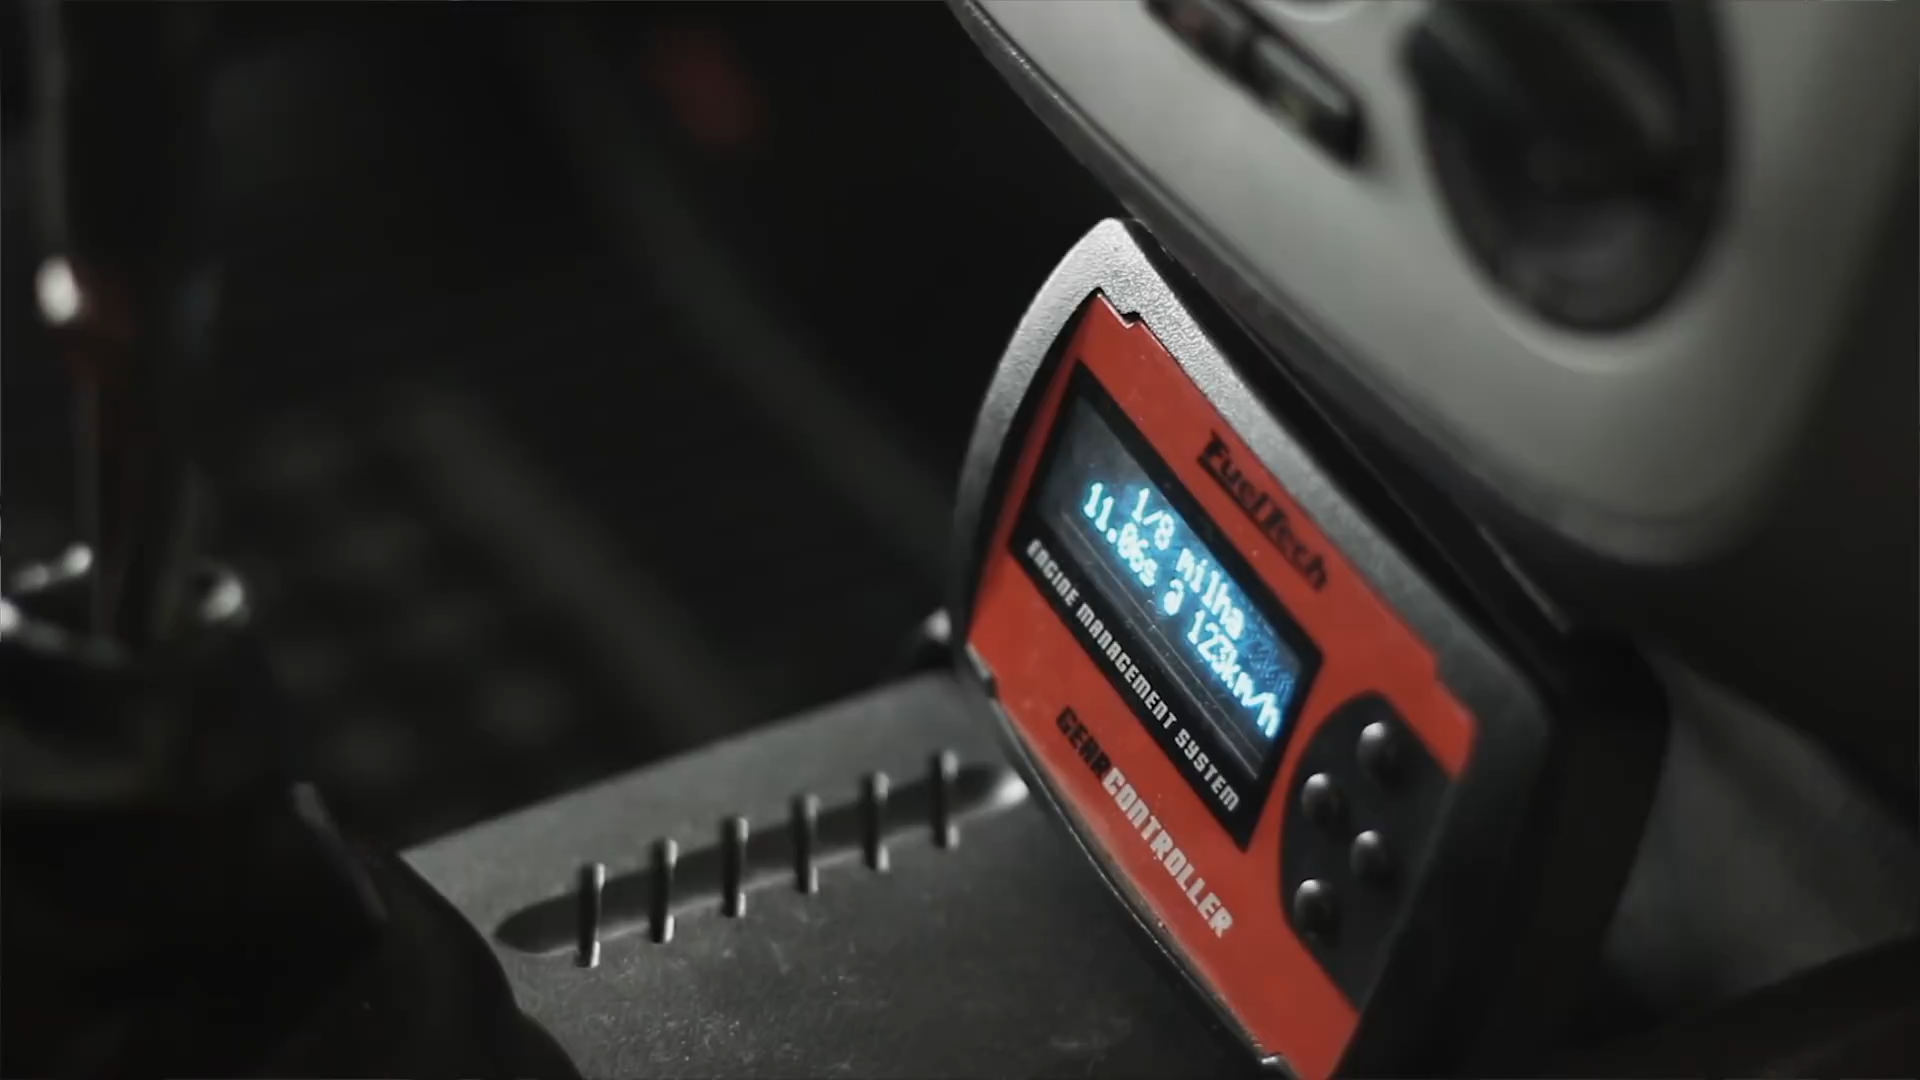 FuelTech
1/8 milha
11.06s @ 123km/h
ENGINE MANAGEMENT SYSTEM
GEARCONTROLLER